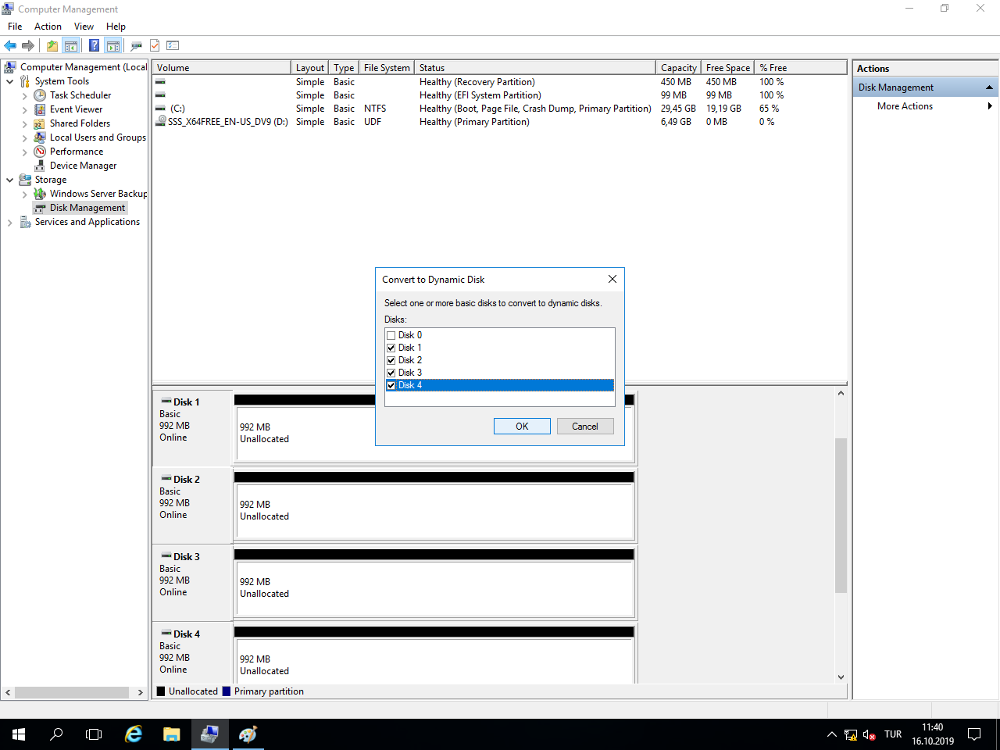 Computer Management
File Action View Help
Computer Management (Local
System Tools
Task Scheduler
Event Viewer
Shared Folders
Local Users and Groups
Performance
Device Manager
Storage
Windows Server Backup
Disk Management
Services and Applications
Volume Layout Type File System Status Capacity Free Space % Free
Simple Basic Healthy (Recovery Partition) 450 MB 450 MB 100 %
Simple Basic Healthy (EFI System Partition) 99 MB 99 MB 100 %
(C:) Simple Basic NTFS Healthy (Boot, Page File, Crash Dump, Primary Partition) 29,45 GB 19,19 GB 65 %
SSS_X64FREE_EN-US_DV9 (D:) Simple Basic UDF Healthy (Primary Partition) 6,49 GB 0 MB 0 %
Actions
Disk Management
More Actions
Convert to Dynamic Disk
Select one or more basic disks to convert to dynamic disks.
Disks:
Disk 0
Disk 1
Disk 2
Disk 3
Disk 4
OK Cancel
Disk 1
Basic
992 MB
Online
992 MB
Unallocated
Disk 2
Basic
992 MB
Online
992 MB
Unallocated
Disk 3
Basic
992 MB
Online
992 MB
Unallocated
Disk 4
Basic
992 MB
Online
992 MB
Unallocated
Unallocated Primary partition
TUR
11:40
16.10.2019